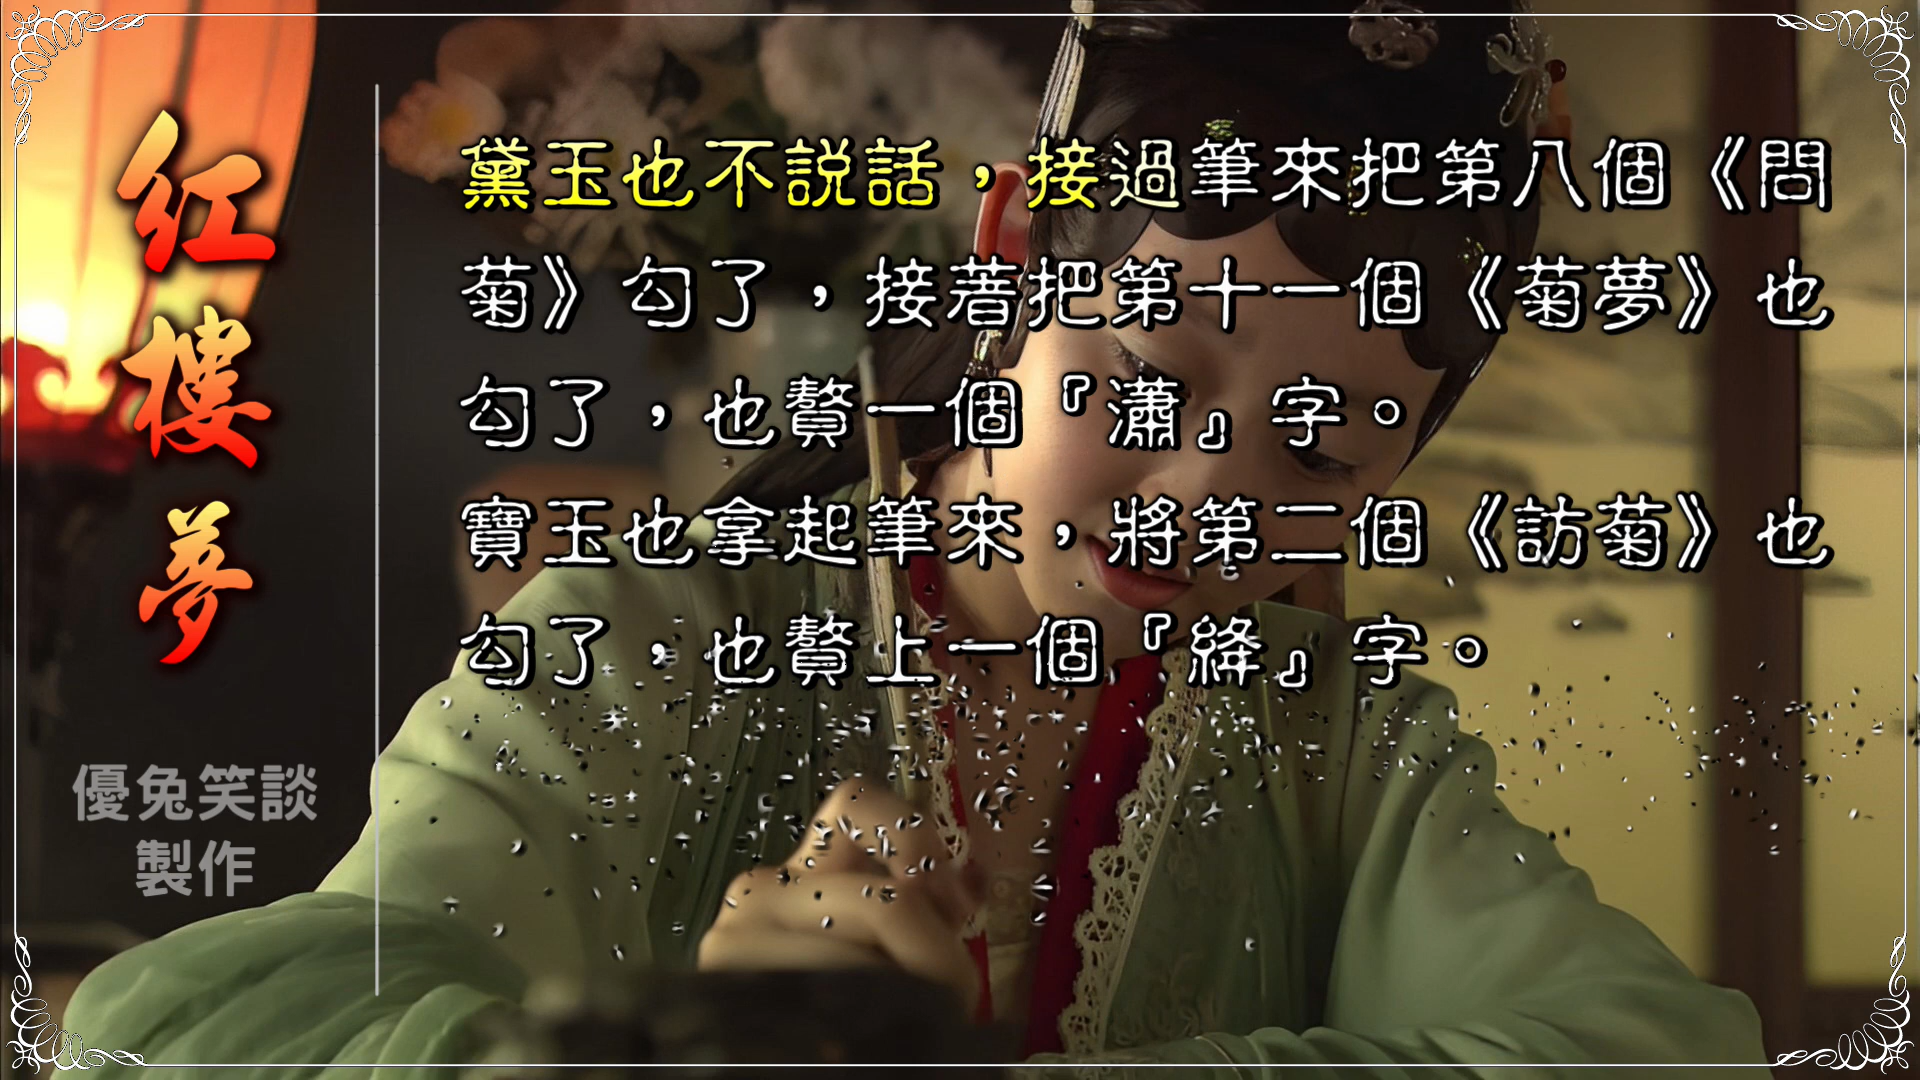 紅樓夢
優兔笑談
製作
黛玉也不説話，接過筆來把第八個《問
菊》勾了，接著把第十一個《菊夢》也
勾了，也贅一個『瀟』字。
寶玉也拿起筆來，將第二個《訪菊》也
勾了，也贅上一個『絳』字。